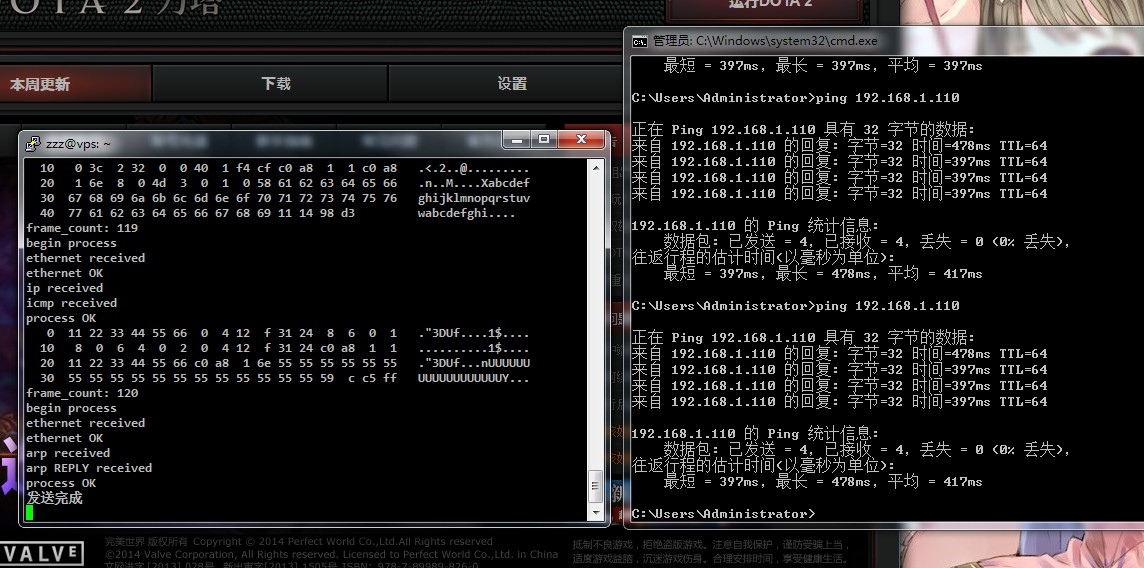 OTA 2 刀塔
运行DOTA 2
本周更新
下载
设置
zzz@vps: ~
10 0 3c 2 32 0 0 40 1 f4 cf c0 a8 1 1 c0 a8 .<.2..@.........
20 1 6e 8 0 4d 3 0 1 0 58 61 62 63 64 65 66 .n..M....Xabcdef
30 67 68 69 6a 6b 6c 6d 6e 6f 70 71 72 73 74 75 76 ghijklmnopqrstuv
40 77 61 62 63 64 65 66 67 68 69 11 14 98 d3 wabcdefghi....
frame_count: 119
begin process
ethernet received
ethernet OK
ip received
icmp received
process OK
0 11 22 33 44 55 66 0 4 12 f 31 24 8 6 0 1 ."3DUf....1$....
10 8 0 6 4 0 2 0 4 12 f 31 24 c0 a8 1 1 ..........1$....
20 11 22 33 44 55 66 c0 a8 1 6e 55 55 55 55 55 55 ."3DUf...nUUUUUU
30 55 55 55 55 55 55 55 55 55 55 55 59 c c5 ff UUUUUUUUUUUY...
frame_count: 120
begin process
ethernet received
ethernet OK
arp received
arp REPLY received
process OK
发送完成
管理员: C:\Windows\system32\cmd.exe
最短 = 397ms，最长 = 397ms，平均 = 397ms
C:\Users\Administrator>ping 192.168.1.110
正在 Ping 192.168.1.110 具有 32 字节的数据:
来自 192.168.1.110 的回复: 字节=32 时间=478ms TTL=64
来自 192.168.1.110 的回复: 字节=32 时间=397ms TTL=64
来自 192.168.1.110 的回复: 字节=32 时间=397ms TTL=64
来自 192.168.1.110 的回复: 字节=32 时间=397ms TTL=64
192.168.1.110 的 Ping 统计信息:
数据包: 已发送 = 4，已接收 = 4，丢失 = 0 (0% 丢失)，
往返行程的估计时间(以毫秒为单位):
最短 = 397ms，最长 = 478ms，平均 = 417ms
C:\Users\Administrator>ping 192.168.1.110
正在 Ping 192.168.1.110 具有 32 字节的数据:
来自 192.168.1.110 的回复: 字节=32 时间=478ms TTL=64
来自 192.168.1.110 的回复: 字节=32 时间=397ms TTL=64
来自 192.168.1.110 的回复: 字节=32 时间=397ms TTL=64
来自 192.168.1.110 的回复: 字节=32 时间=397ms TTL=64
192.168.1.110 的 Ping 统计信息:
数据包: 已发送 = 4，已接收 = 4，丢失 = 0 (0% 丢失)，
往返行程的估计时间(以毫秒为单位):
最短 = 397ms，最长 = 478ms，平均 = 417ms
C:\Users\Administrator>
VALVE
完美世界 版权所有 Copyright © 2014 Perfect World Co.,Ltd.All Rights reserved
©2014 Valve Corporation, All Rights reserved. Licensed to Perfect World Co.,Ltd. in China
文网游字 [2013] 028号 新出审字[2013] 1505号 ISBN：978-7-89989-826-0
抵制不良游戏，拒绝盗版游戏。注意自我保护，谨防受骗上当，
适度游戏益脑，沉迷游戏伤身。合理安排时间，享受健康生活。